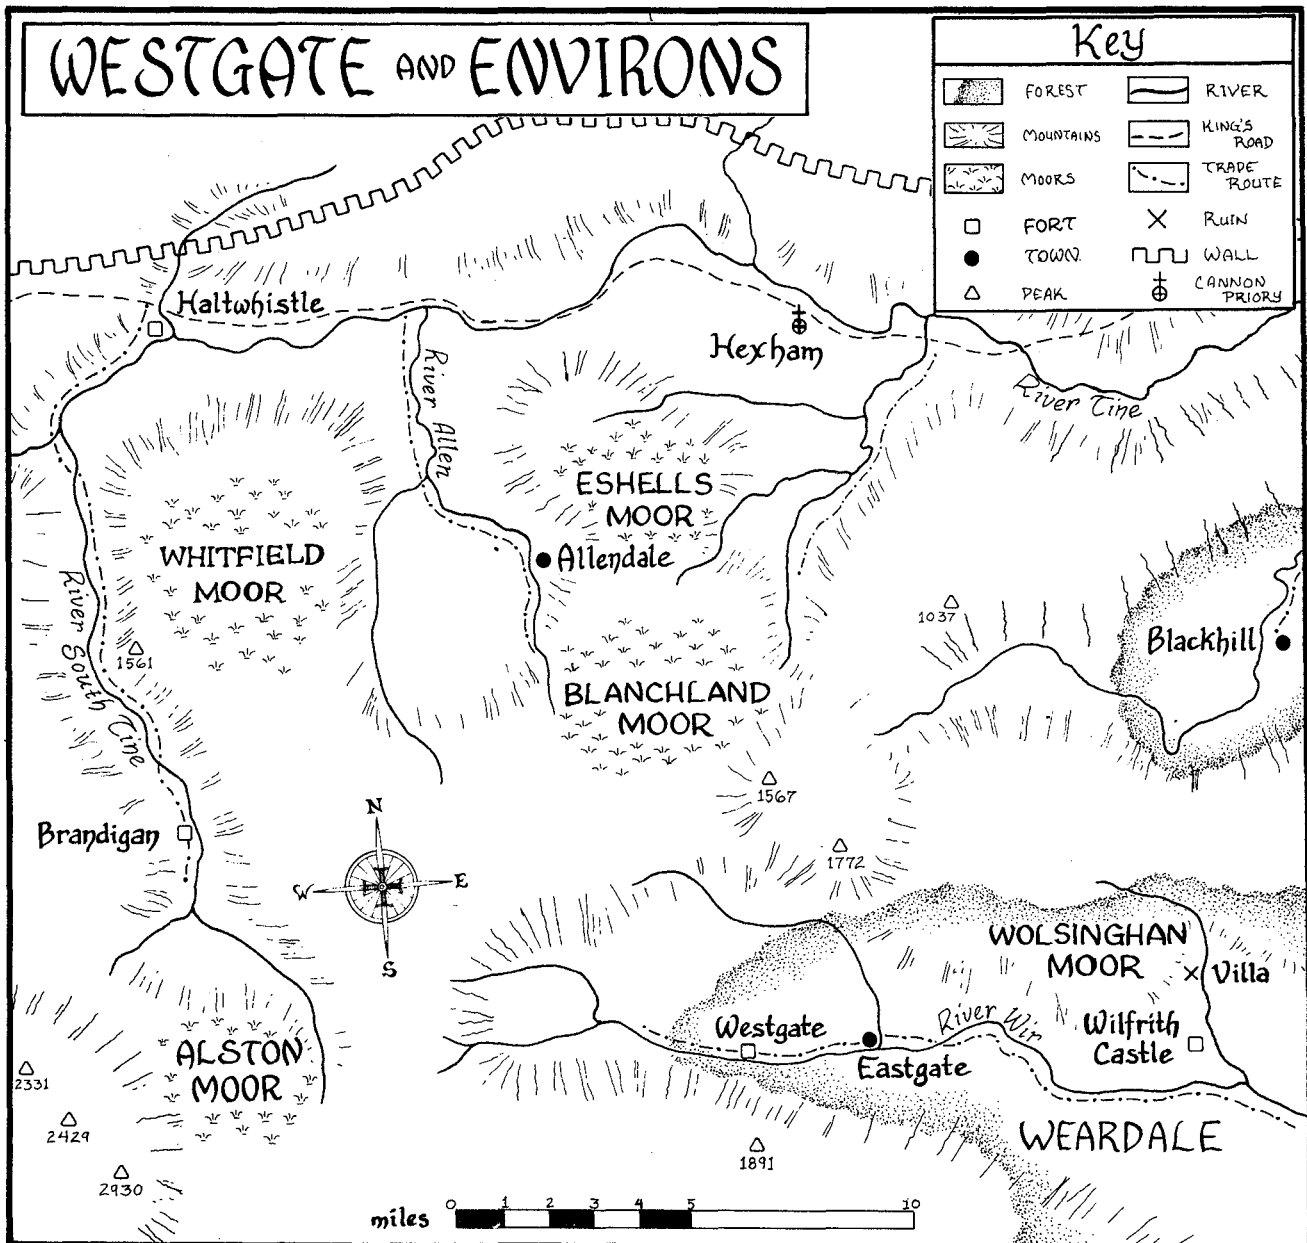 WESTGATE AND ENVIRONS
Key
FOREST
RIVER
MOUNTAINS
KING'S
ROAD
MOORS
TRADE
ROUTE
FORT
RUIN
TOWN.
WALL
PEAK
CANNON
PRIORY
Haltwhistle
Hexham
River Allen
River Tine
ESHELLS
MOOR
WHITFIELD
MOOR
Allendale
River South Tine
1561
1037
Blackhill
BLANCHLAND
MOOR
1567
Brandigan
1772
N
W
E
S
WOLSINGHAN
MOOR
Villa
Westgate
River Wir
Wilfrith
Castle
Eastgate
ALSTON
MOOR
2331
2429
2930
1891
WEARDALE
miles
0 1 2 3 4 5 10